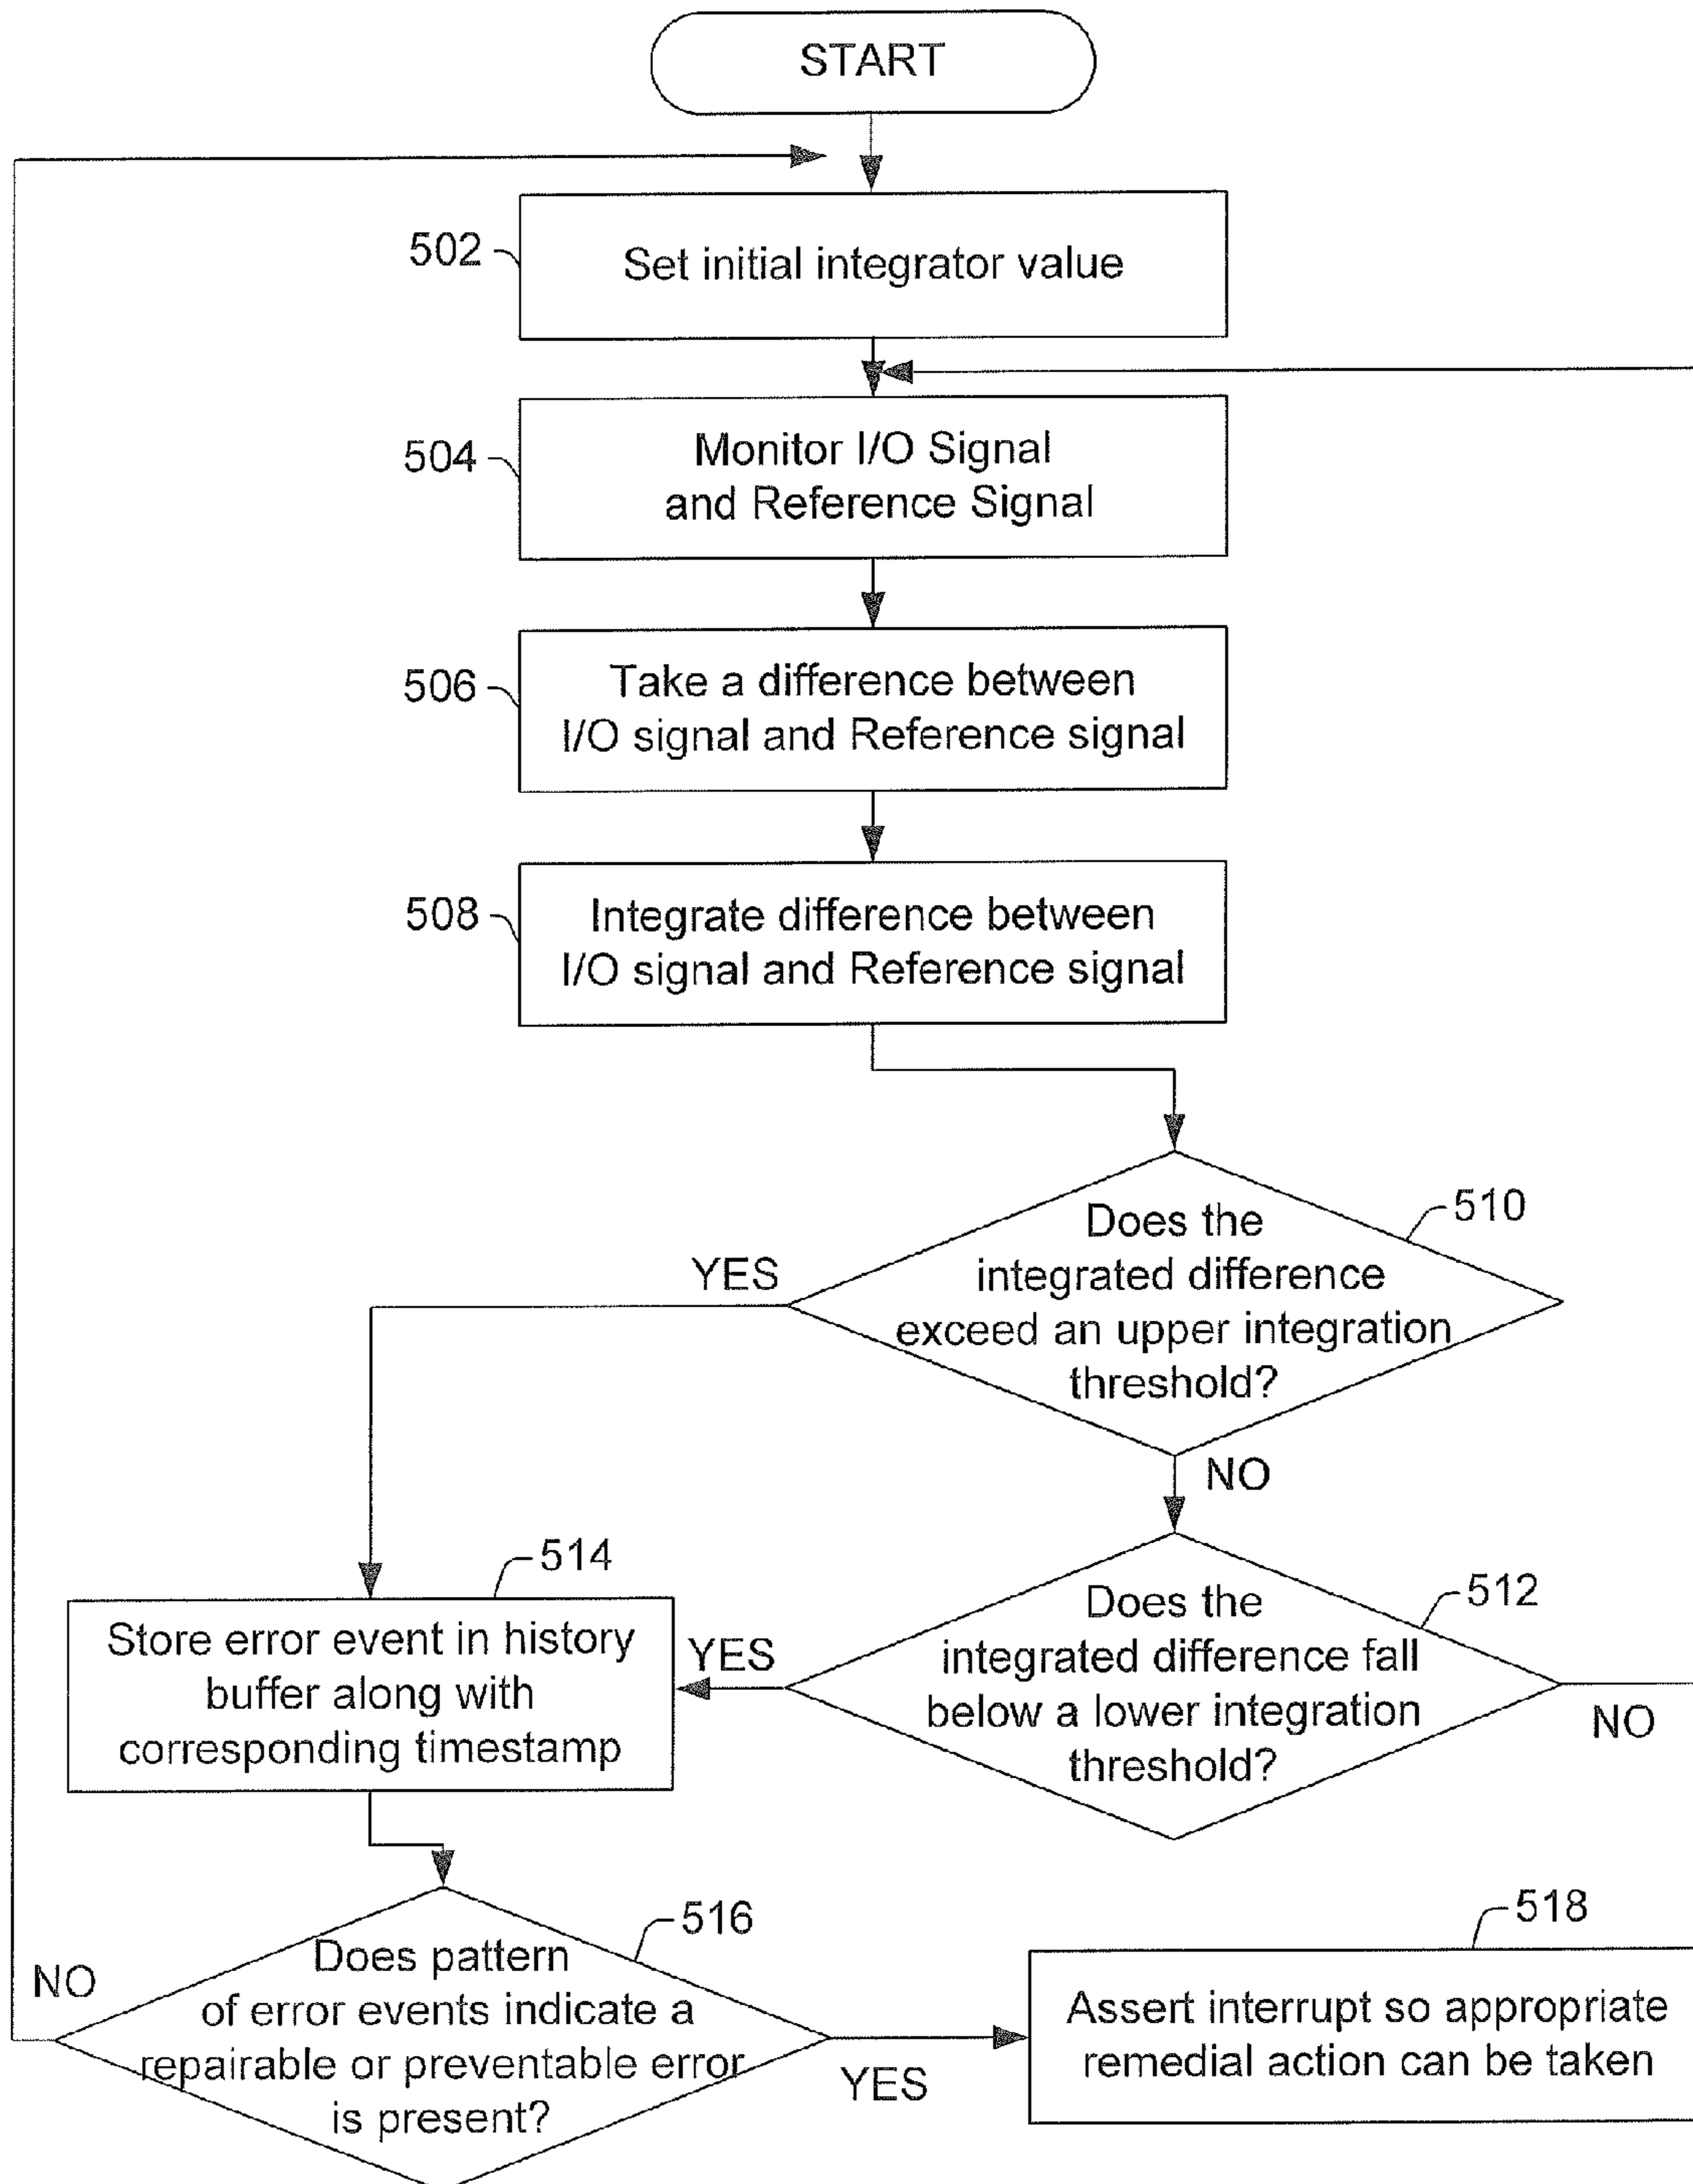 START
502
Set initial integrator value
504
Monitor I/O Signal
and Reference Signal
506
Take a difference between
I/O signal and Reference signal
508
Integrate difference between
I/O signal and Reference signal
510
Does the
integrated difference
exceed an upper integration
threshold?
YES
NO
514
Store error event in history
buffer along with
corresponding timestamp
YES
512
Does the
integrated difference fall
below a lower integration
threshold?
NO
516
Does pattern
of error events indicate a
repairable or preventable error
is present?
NO
YES
518
Assert interrupt so appropriate
remedial action can be taken